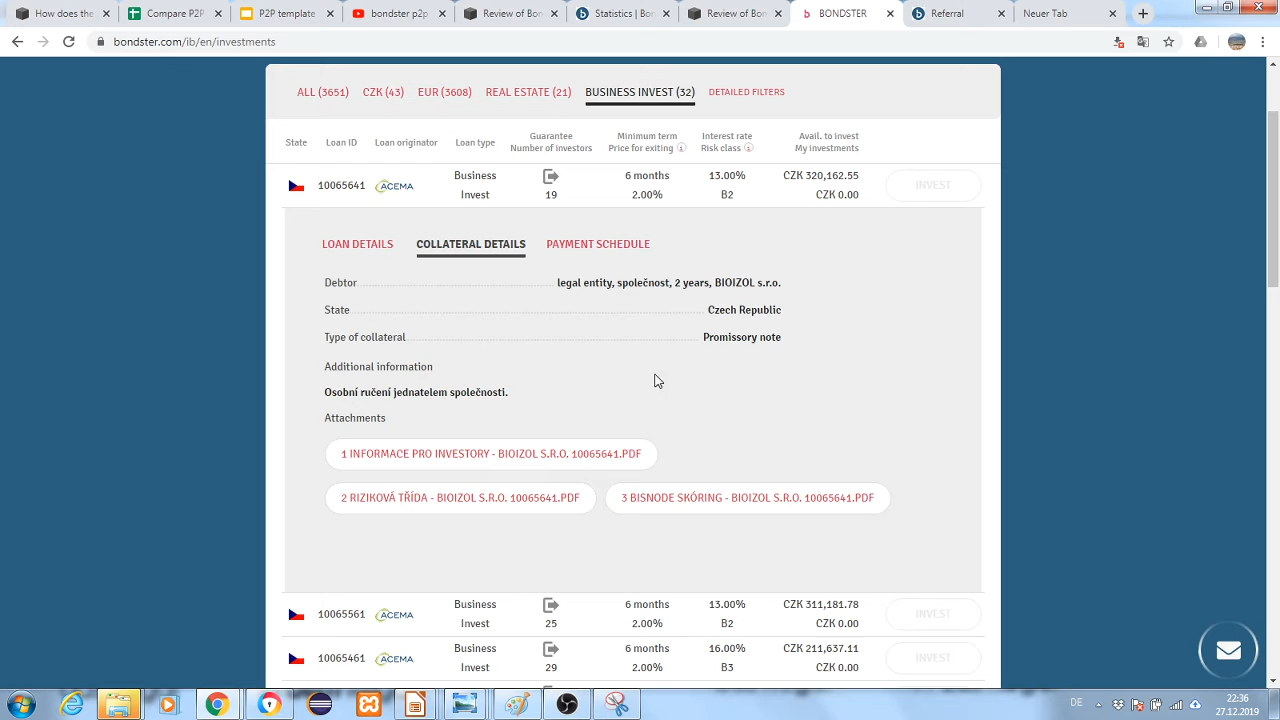 How does the
Compare P2P
P2P template
bondster p2p
Review of Bo
Statistics | Bo
Review of Bo
BONDSTER
Referral
Neuer Tab
bondster.com/ib/en/investments
ALL (3651) CZK (43) EUR (3608) REAL ESTATE (21) BUSINESS INVEST (32) DETAILED FILTERS
State Loan ID Loan originator Loan type Guarantee Number of investors Minimum term Price for exiting Interest rate Risk class Avail. to invest My investments
10065641 ACEMA Business 6 months 13.00% CZK 320,162.55 INVEST
Invest 19 2.00% B2 CZK 0.00
LOAN DETAILS COLLATERAL DETAILS PAYMENT SCHEDULE
Debtor legal entity, společnost, 2 years, BIOIZOL s.r.o.
State Czech Republic
Type of collateral Promissory note
Additional information
Osobní ručení jednatelem společnosti.
Attachments
1 INFORMACE PRO INVESTORY - BIOIZOL S.R.O. 10065641.PDF
2 RIZIKOVÁ TŘÍDA - BIOIZOL S.R.O. 10065641.PDF 3 BISNODE SKÓRING - BIOIZOL S.R.O. 10065641.PDF
10065561 ACEMA Business 6 months 13.00% CZK 311,181.78 INVEST
Invest 25 2.00% B2 CZK 0.00
10065461 ACEMA Business 6 months 16.00% CZK 211,637.11 INVEST
Invest 29 2.00% B3 CZK 0.00
DE 22:36
27.12.2019